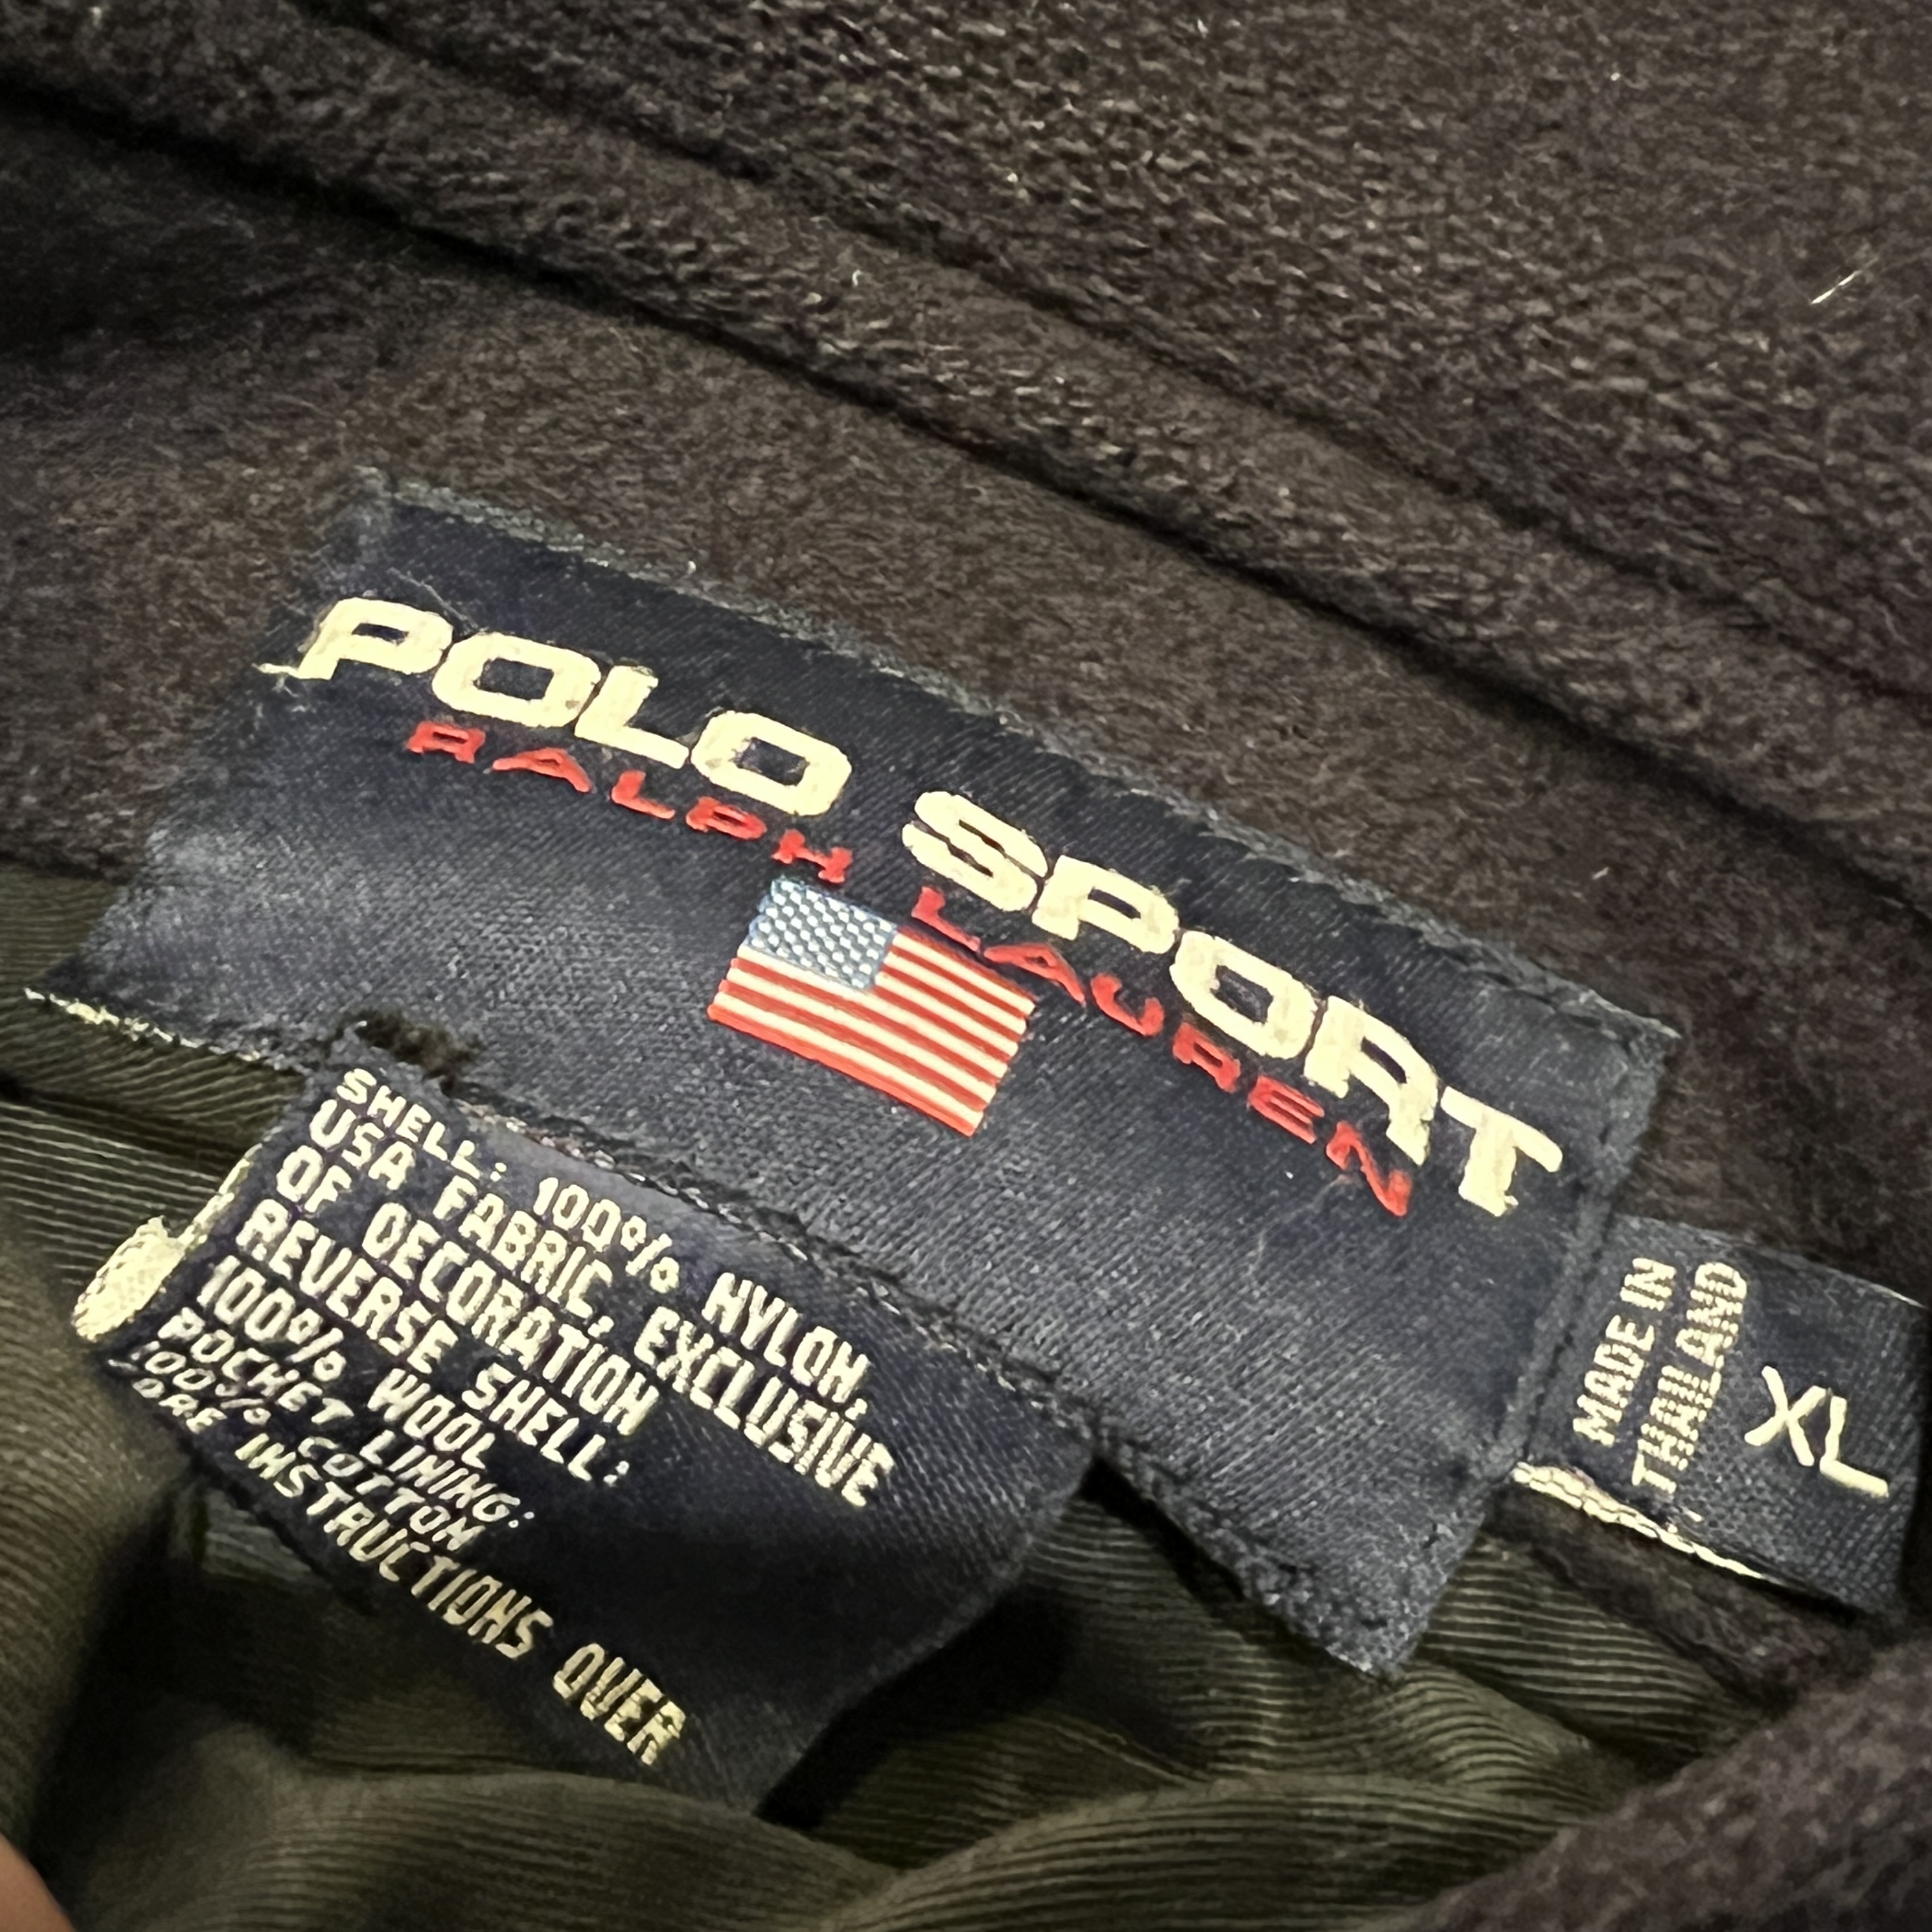 POLO SPORT
RALPH LAUREN
SHELL: 100% NYLON,
USA FABRIC, EXCLUSIVE
OF DECORATION
REVERSE SHELL:
100% WOOL
POCKET LINING:
100% COTTON
INSTRUCTIONS OVER
MADE IN
THAILAND
XL